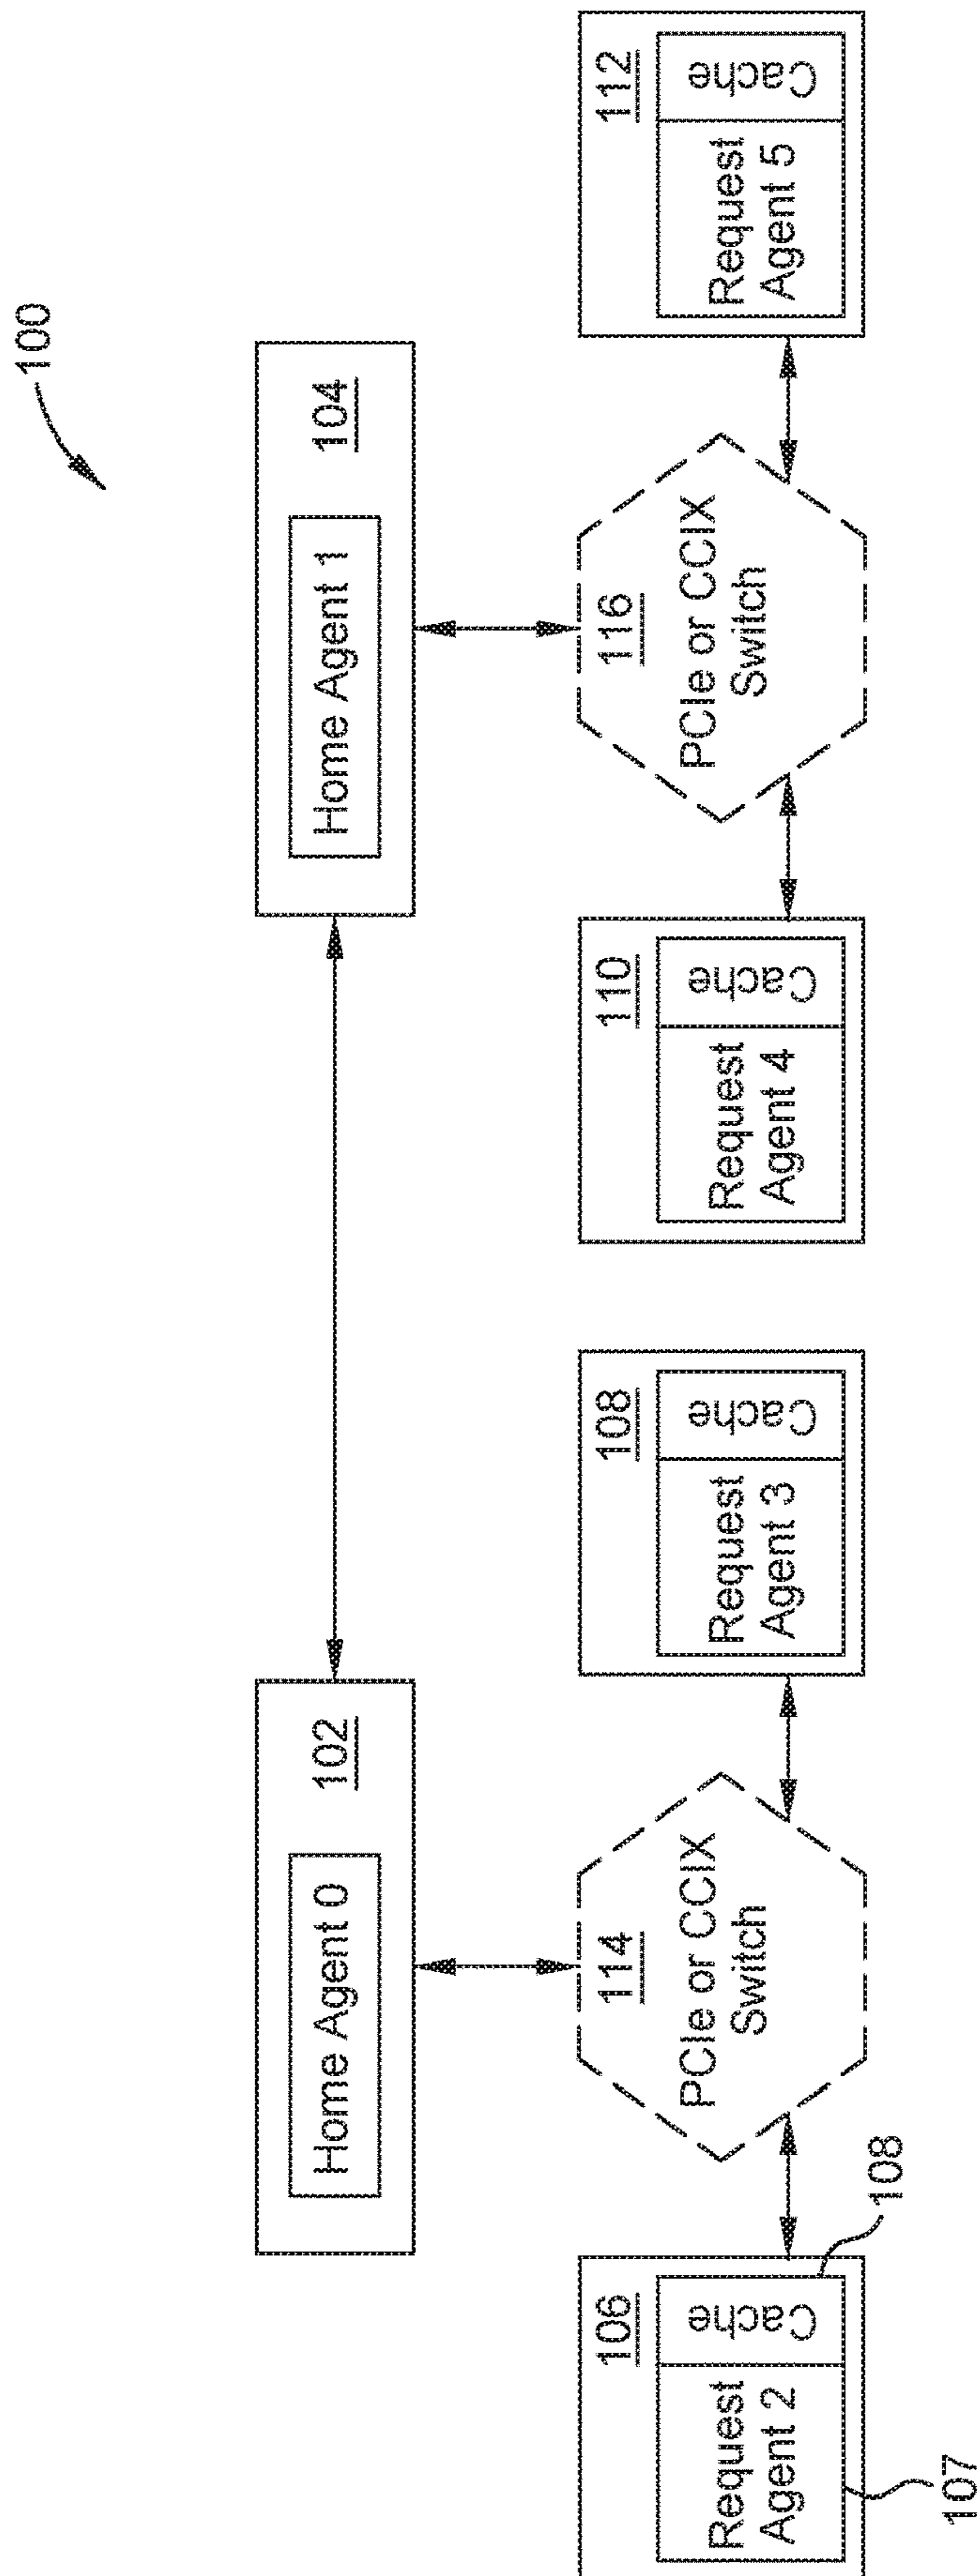 100
102
Home Agent 0
104
Home Agent 1
106
Request
Agent 2
Cache
107
108
114
PCIe or CCIX
Switch
108
Request
Agent 3
Cache
110
Request
Agent 4
Cache
116
PCIe or CCIX
Switch
112
Request
Agent 5
Cache